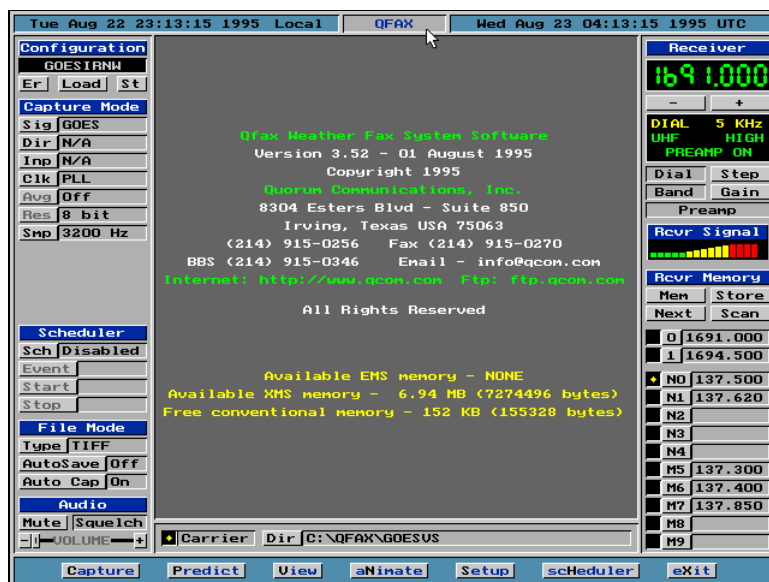 Tue Aug 22 23:13:15 1995 Local QFAX Wed Aug 23 04:13:15 1995 UTC
Configuration
GOESIRNW
Er Load St
Capture Mode
Sig GOES
Dir N/A
Inp N/A
Clk PLL
Avg Off
Res 8 bit
Smp 3200 Hz
Scheduler
Sch Disabled
Event
Start
Stop
File Mode
Type TIFF
AutoSave Off
Auto Cap On
Audio
Mute Squelch
- VOLUME +
Qfax Weather Fax System Software
Version 3.52 - 01 August 1995
Copyright 1995
Quorum Communications, Inc.
8304 Esters Blvd - Suite 850
Irving, Texas USA 75063
(214) 915-0256 Fax (214) 915-0270
BBS (214) 915-0346 Email - info@qcom.com
Internet: http://www.qcom.com Ftp: ftp.qcom.com
All Rights Reserved
Available EMS memory - NONE
Available XMS memory - 6.94 MB (7274496 bytes)
Free conventional memory - 152 KB (155328 bytes)
Carrier Dir C:\QFAX\GOESVS
Receiver
1691.000
- +
DIAL 5 KHz
UHF HIGH
PREAMP ON
Dial Step
Band Gain
Preamp
Rcvr Signal
Rcvr Memory
Mem Store
Next Scan
0 1691.000
1 1694.500
N0 137.500
N1 137.620
N2
N3
N4
M5 137.300
M6 137.400
M7 137.850
M8
M9
Capture Predict View aNimate Setup scHeduler eXit